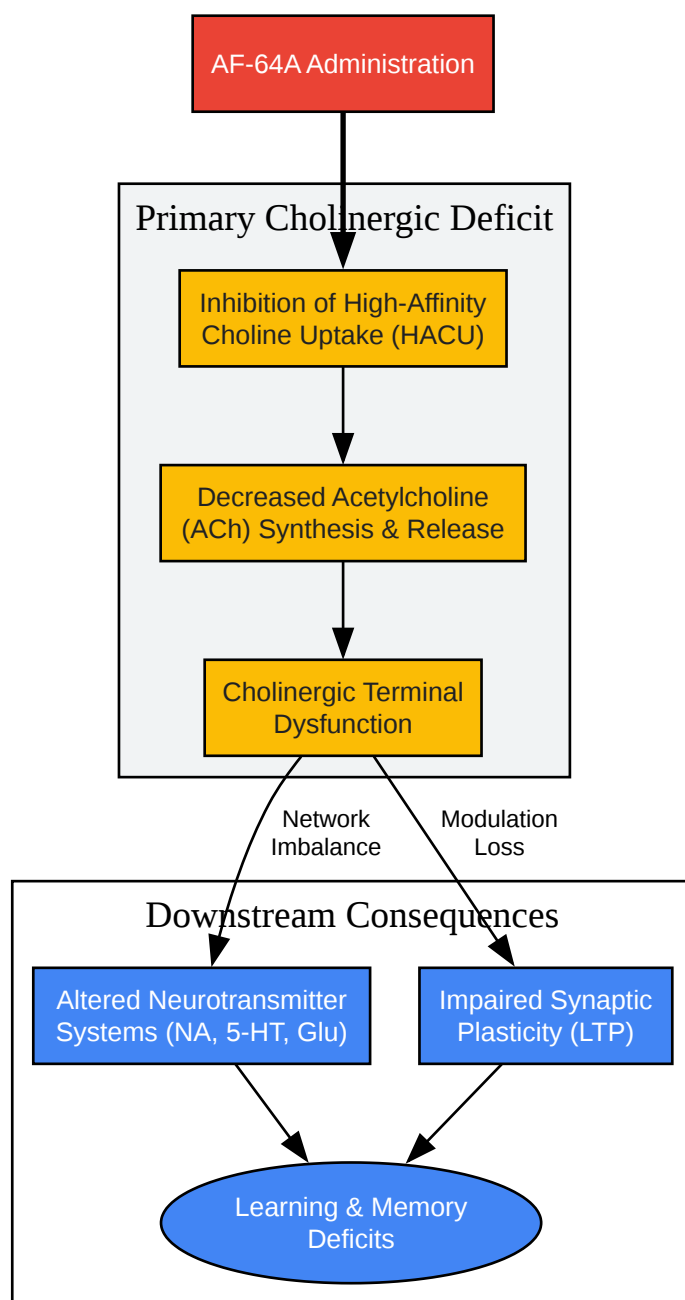 AF-64A Administration
Primary Cholinergic Deficit
Inhibition of High-Affinity
Choline Uptake (HACU)
Decreased Acetylcholine
(ACh) Synthesis & Release
Cholinergic Terminal
Dysfunction
Network
Imbalance
Modulation
Loss
Downstream Consequences
Altered Neurotransmitter
Systems (NA, 5-HT, Glu)
Impaired Synaptic
Plasticity (LTP)
Learning & Memory
Deficits